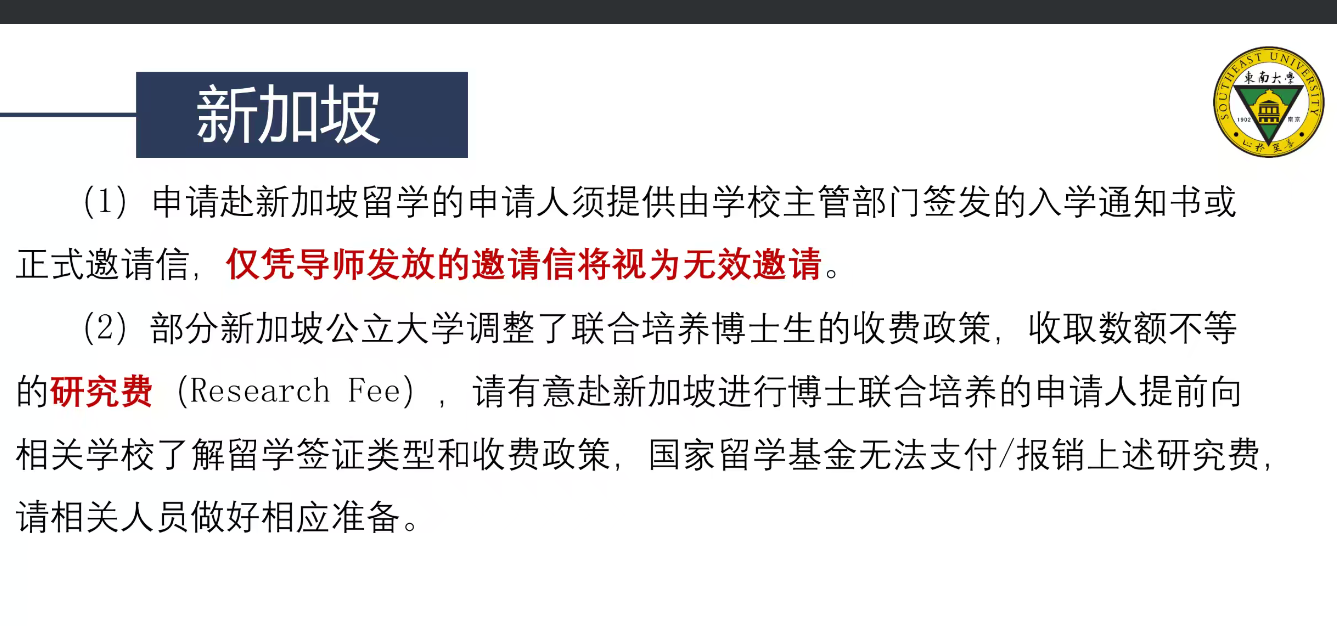 新加坡
SOUTHEAST UNIVERSITY
東南大學
1902 南京
（1）申请赴新加坡留学的申请人须提供由学校主管部门签发的入学通知书或
正式邀请信，仅凭导师发放的邀请信将视为无效邀请。
（2）部分新加坡公立大学调整了联合培养博士生的收费政策，收取数额不等
的研究费（Research Fee），请有意赴新加坡进行博士联合培养的申请人提前向
相关学校了解留学签证类型和收费政策，国家留学基金无法支付/报销上述研究费，
请相关人员做好相应准备。